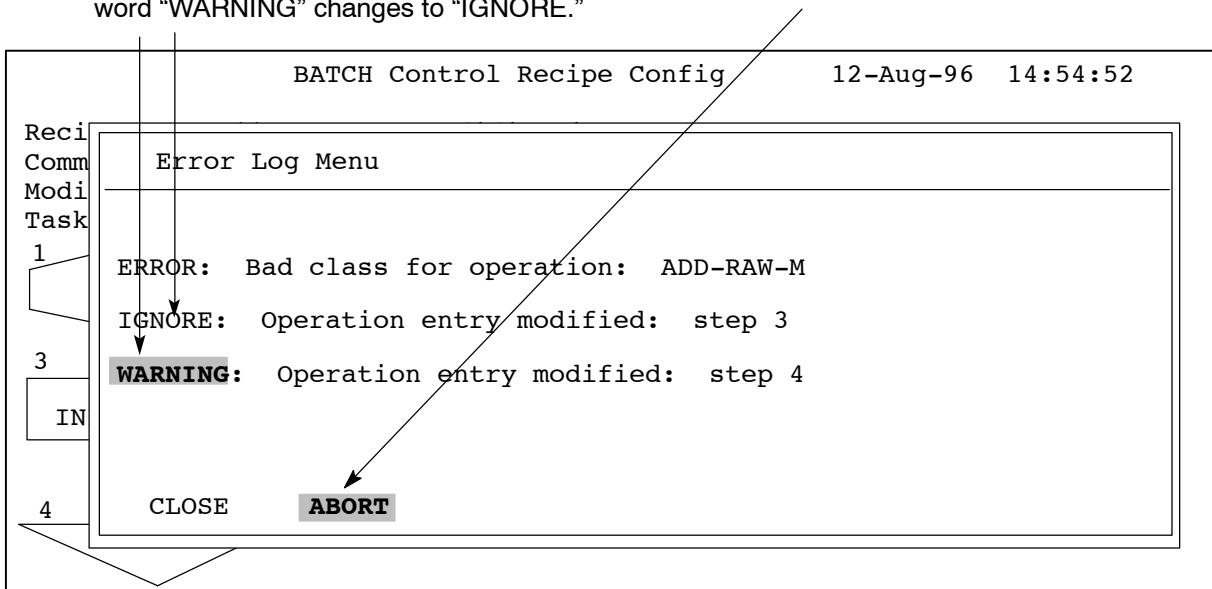 word “WARNING” changes to “IGNORE.”
BATCH Control Recipe Config 12-Aug-96 14:54:52
Reci
Comm
Modi
Task
Error Log Menu
1
ERROR: Bad class for operation: ADD-RAW-M
IGNORE: Operation entry modified: step 3
3
WARNING: Operation entry modified: step 4
IN
4
CLOSE ABORT